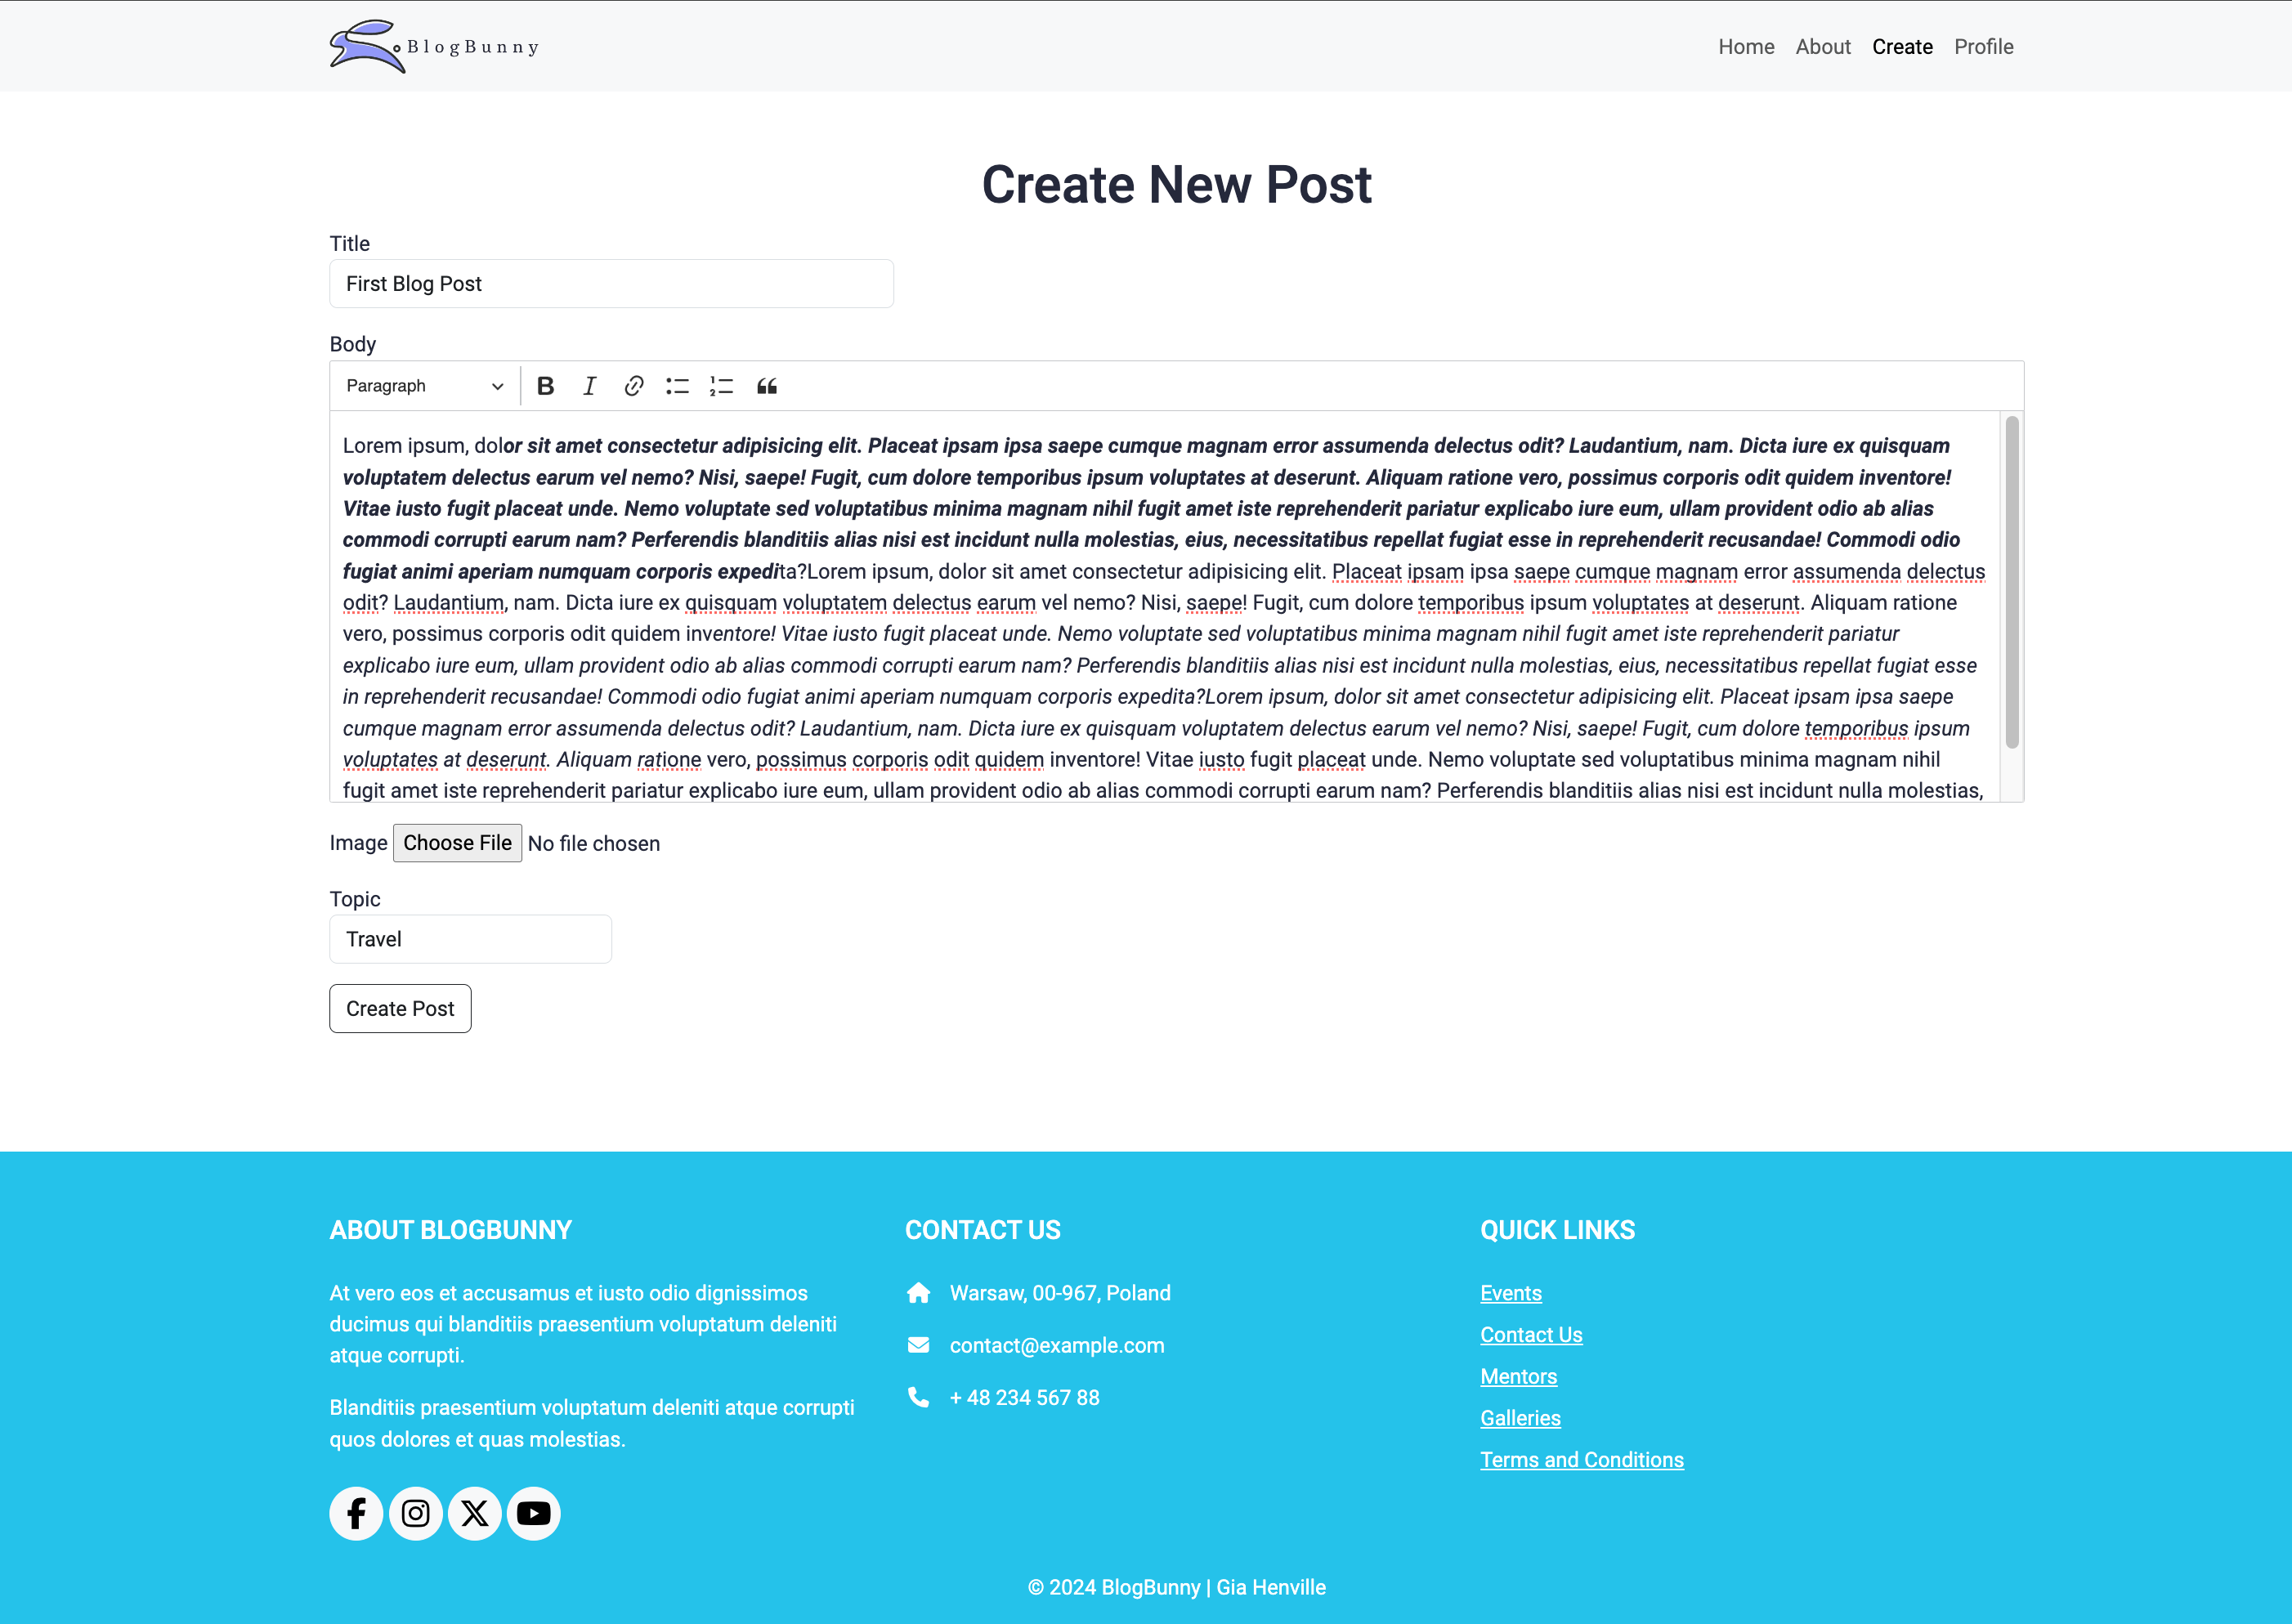 BlogBunny
Home About Create Profile
Create New Post
Title
First Blog Post
Body
Paragraph
Lorem ipsum, dolor sit amet consectetur adipisicing elit. Placeat ipsam ipsa saepe cumque magnam error assumenda delectus odit? Laudantium, nam. Dicta iure ex quisquam
voluptatem delectus earum vel nemo? Nisi, saepe! Fugit, cum dolore temporibus ipsum voluptates at deserunt. Aliquam ratione vero, possimus corporis odit quidem inventore!
Vitae iusto fugit placeat unde. Nemo voluptate sed voluptatibus minima magnam nihil fugit amet iste reprehenderit pariatur explicabo iure eum, ullam provident odio ab alias
commodi corrupti earum nam? Perferendis blanditiis alias nisi est incidunt nulla molestias, eius, necessitatibus repellat fugiat esse in reprehenderit recusandae! Commodi odio
fugiat animi aperiam numquam corporis expedita?Lorem ipsum, dolor sit amet consectetur adipisicing elit. Placeat ipsam ipsa saepe cumque magnam error assumenda delectus
odit? Laudantium, nam. Dicta iure ex quisquam voluptatem delectus earum vel nemo? Nisi, saepe! Fugit, cum dolore temporibus ipsum voluptates at deserunt. Aliquam ratione
vero, possimus corporis odit quidem inventore! Vitae iusto fugit placeat unde. Nemo voluptate sed voluptatibus minima magnam nihil fugit amet iste reprehenderit pariatur
explicabo iure eum, ullam provident odio ab alias commodi corrupti earum nam? Perferendis blanditiis alias nisi est incidunt nulla molestias, eius, necessitatibus repellat fugiat esse
in reprehenderit recusandae! Commodi odio fugiat animi aperiam numquam corporis expedita?Lorem ipsum, dolor sit amet consectetur adipisicing elit. Placeat ipsam ipsa saepe
cumque magnam error assumenda delectus odit? Laudantium, nam. Dicta iure ex quisquam voluptatem delectus earum vel nemo? Nisi, saepe! Fugit, cum dolore temporibus ipsum
voluptates at deserunt. Aliquam ratione vero, possimus corporis odit quidem inventore! Vitae iusto fugit placeat unde. Nemo voluptate sed voluptatibus minima magnam nihil
fugit amet iste reprehenderit pariatur explicabo iure eum, ullam provident odio ab alias commodi corrupti earum nam? Perferendis blanditiis alias nisi est incidunt nulla molestias,
Image Choose File No file chosen
Topic
Travel
Create Post
ABOUT BLOGBUNNY
At vero eos et accusamus et iusto odio dignissimos
ducimus qui blanditiis praesentium voluptatum deleniti
atque corrupti.
Blanditiis praesentium voluptatum deleniti atque corrupti
quos dolores et quas molestias.
CONTACT US
Warsaw, 00-967, Poland
contact@example.com
+ 48 234 567 88
QUICK LINKS
Events
Contact Us
Mentors
Galleries
Terms and Conditions
© 2024 BlogBunny | Gia Henville